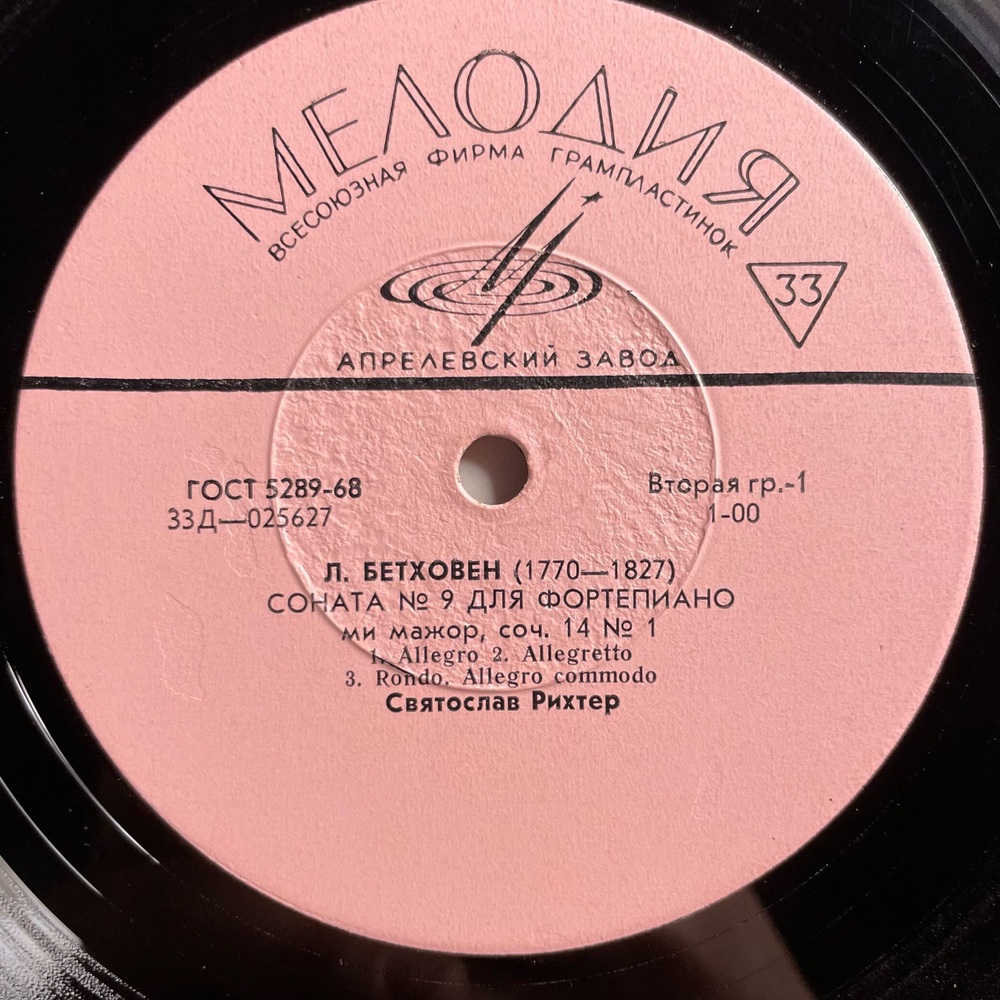 МЕЛОДИЯ
ВСЕСОЮЗНАЯ ФИРМА ГРАМПЛАСТИНОК
33
АПРЕЛЕВСКИЙ ЗАВОД
ГОСТ 5289-68
33Д—025627
Вторая гр.-1
1-00
Л. БЕТХОВЕН (1770—1827)
СОНАТА № 9 ДЛЯ ФОРТЕПИАНО
ми мажор, соч. 14 № 1
1. Allegro 2. Allegretto
3. Rondo. Allegro commodo
Святослав Рихтер